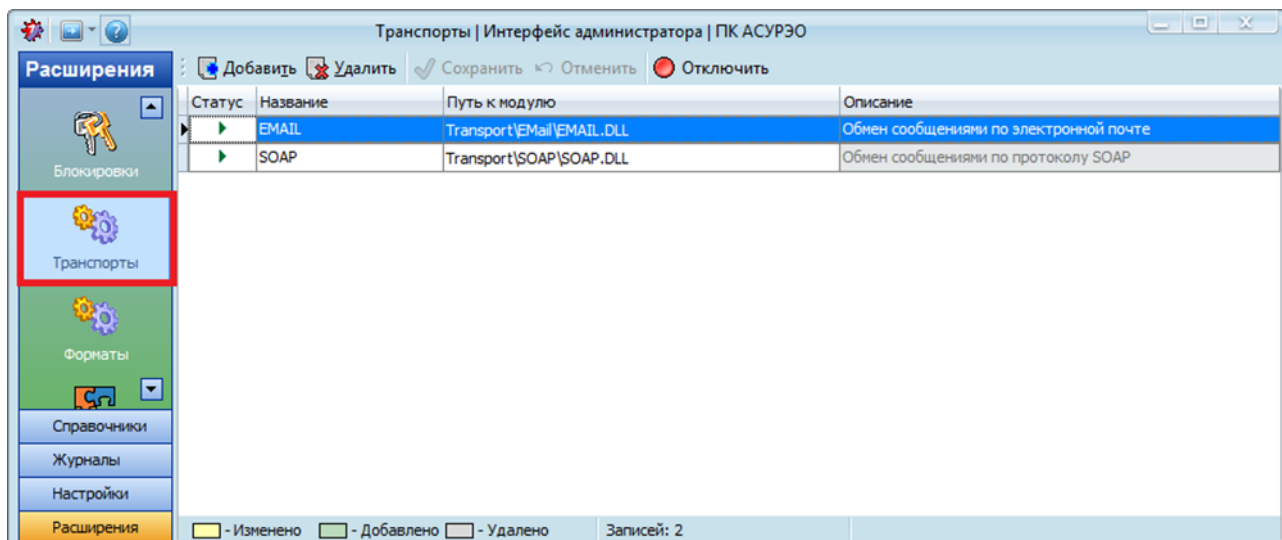 Транспорты | Интерфейс администратора | ПК АСУРЭО
Расширения
Добавить Удалить Сохранить Отменить Отключить
Статус Название Путь к модулю Описание
EMAIL Transport\EMail\EMAIL.DLL Обмен сообщениями по электронной почте
SOAP Transport\SOAP\SOAP.DLL Обмен сообщениями по протоколу SOAP
Блокировки
Транспорты
Форматы
Справочники
Журналы
Настройки
Расширения
- Изменено - Добавлено - Удалено Записей: 2